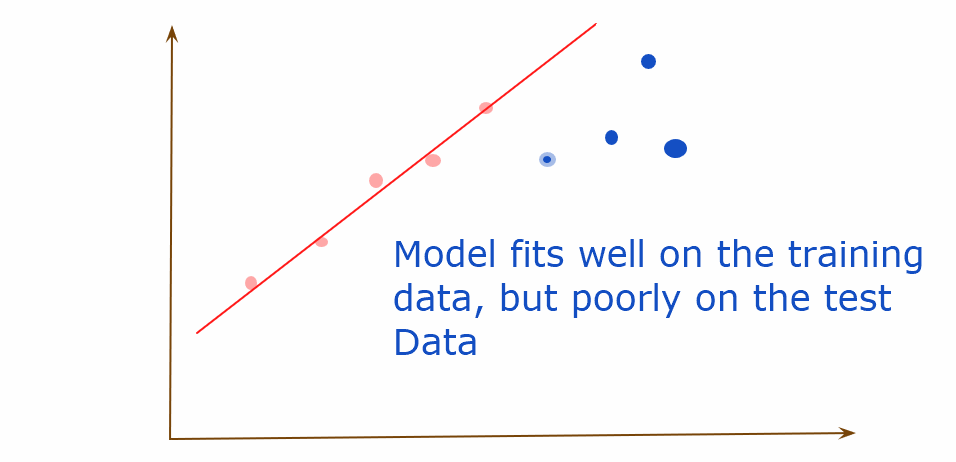 Model fits well on the training
data, but poorly on the test
Data